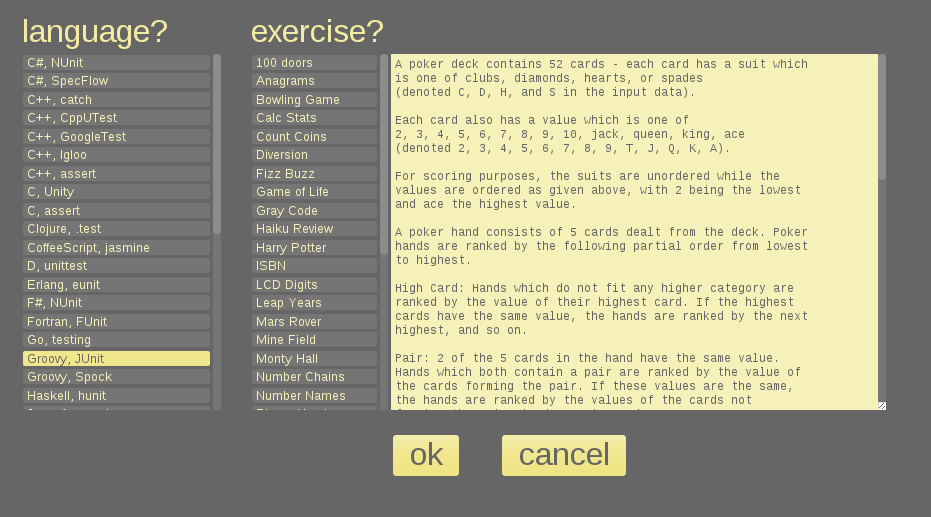 language?
C#, NUnit
C#, SpecFlow
C++, catch
C++, CppUTest
C++, GoogleTest
C++, Igloo
C++, assert
C, Unity
C, assert
Clojure, .test
CoffeeScript, jasmine
D, unittest
Erlang, eunit
F#, NUnit
Fortran, FUnit
Go, testing
Groovy, JUnit
Groovy, Spock
Haskell, hunit
exercise?
100 doors
Anagrams
Bowling Game
Calc Stats
Count Coins
Diversion
Fizz Buzz
Game of Life
Gray Code
Haiku Review
Harry Potter
ISBN
LCD Digits
Leap Years
Mars Rover
Mine Field
Monty Hall
Number Chains
Number Names
A poker deck contains 52 cards - each card has a suit which
is one of clubs, diamonds, hearts, or spades
(denoted C, D, H, and S in the input data).
Each card also has a value which is one of
2, 3, 4, 5, 6, 7, 8, 9, 10, jack, queen, king, ace
(denoted 2, 3, 4, 5, 6, 7, 8, 9, T, J, Q, K, A).
For scoring purposes, the suits are unordered while the
values are ordered as given above, with 2 being the lowest
and ace the highest value.
A poker hand consists of 5 cards dealt from the deck. Poker
hands are ranked by the following partial order from lowest
to highest.
High Card: Hands which do not fit any higher category are
ranked by the value of their highest card. If the highest
cards have the same value, the hands are ranked by the next
highest, and so on.
Pair: 2 of the 5 cards in the hand have the same value.
Hands which both contain a pair are ranked by the value of
the cards forming the pair. If these values are the same,
the hands are ranked by the values of the cards not
ok
cancel